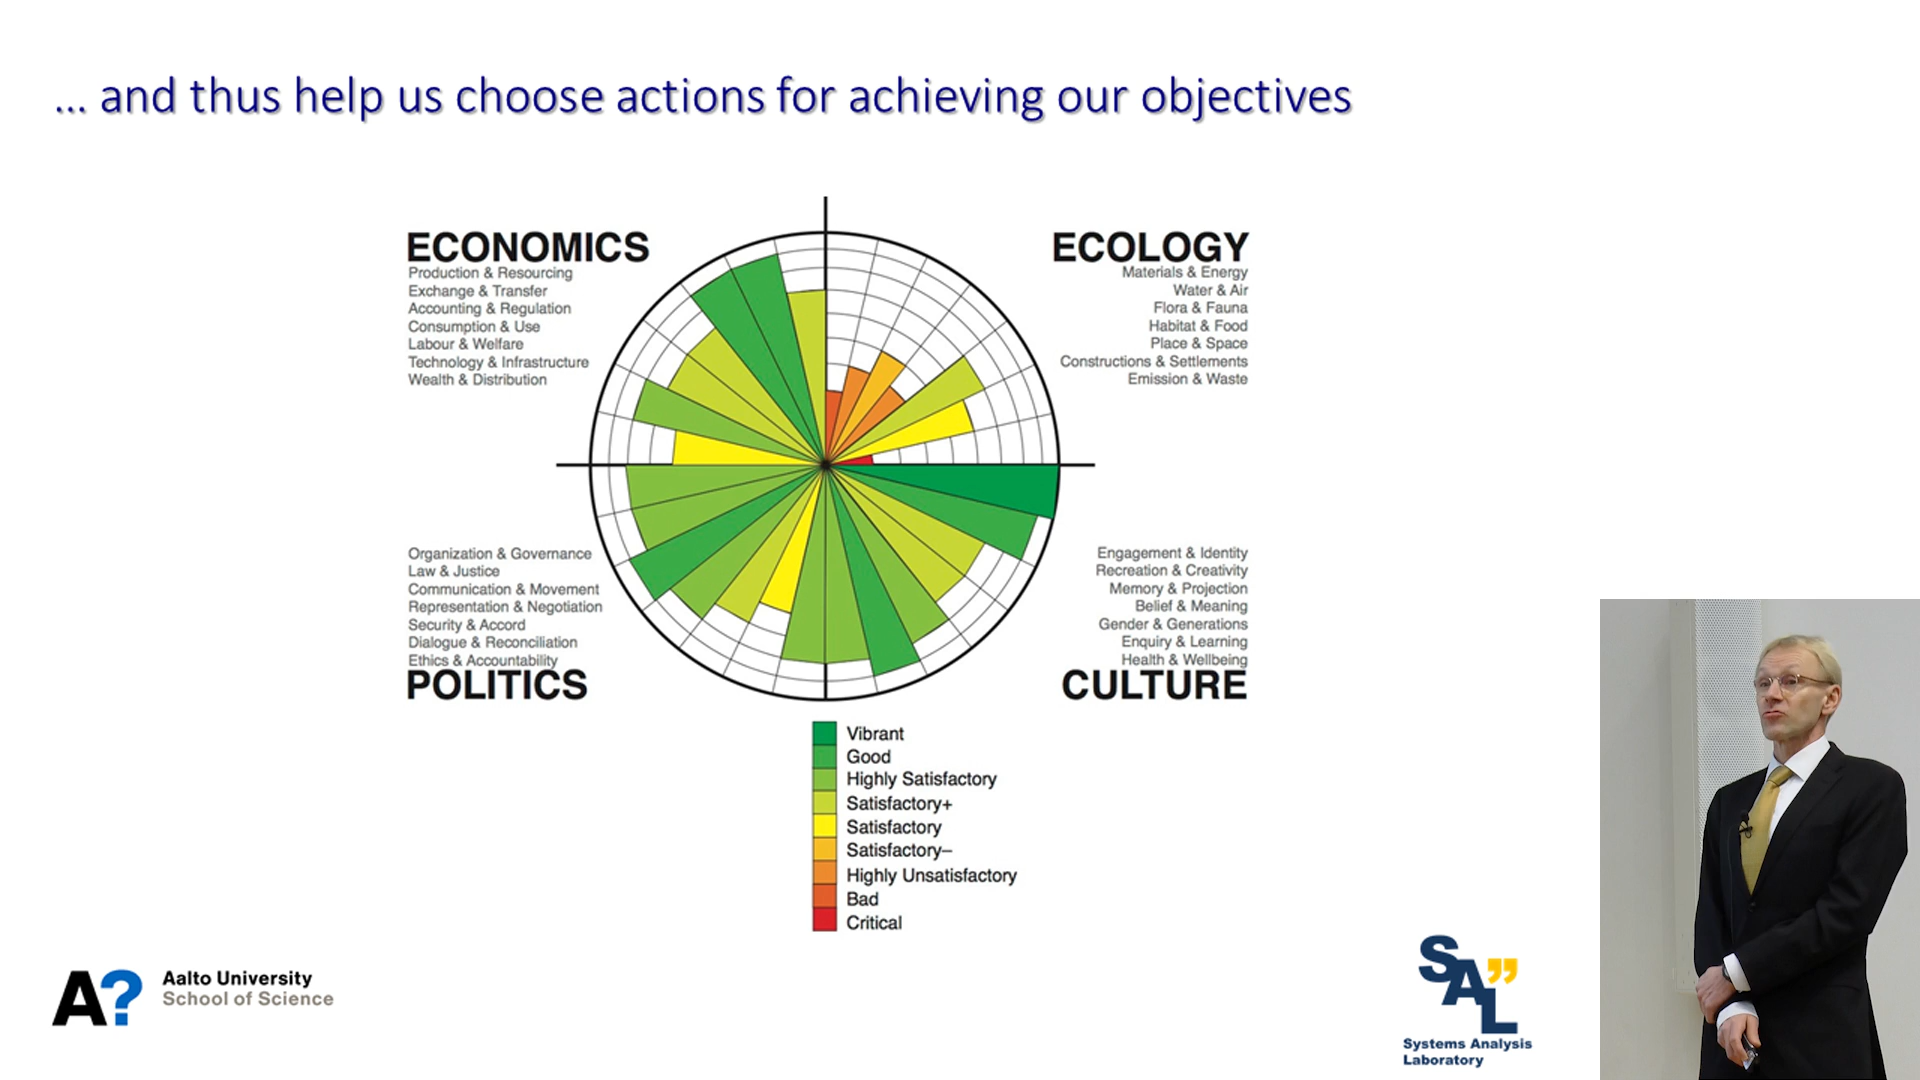 ... and thus help us choose actions for achieving our objectives
ECONOMICS
Production & Resourcing
Exchange & Transfer
Accounting & Regulation
Consumption & Use
Labour & Welfare
Technology & Infrastructure
Wealth & Distribution
ECOLOGY
Materials & Energy
Water & Air
Flora & Fauna
Habitat & Food
Place & Space
Constructions & Settlements
Emission & Waste
Organization & Governance
Law & Justice
Communication & Movement
Representation & Negotiation
Security & Accord
Dialogue & Reconciliation
Ethics & Accountability
POLITICS
Engagement & Identity
Recreation & Creativity
Memory & Projection
Belief & Meaning
Gender & Generations
Enquiry & Learning
Health & Wellbeing
CULTURE
Vibrant
Good
Highly Satisfactory
Satisfactory+
Satisfactory
Satisfactory–
Highly Unsatisfactory
Bad
Critical
A?
Aalto University
School of Science
SAL
Systems Analysis
Laboratory